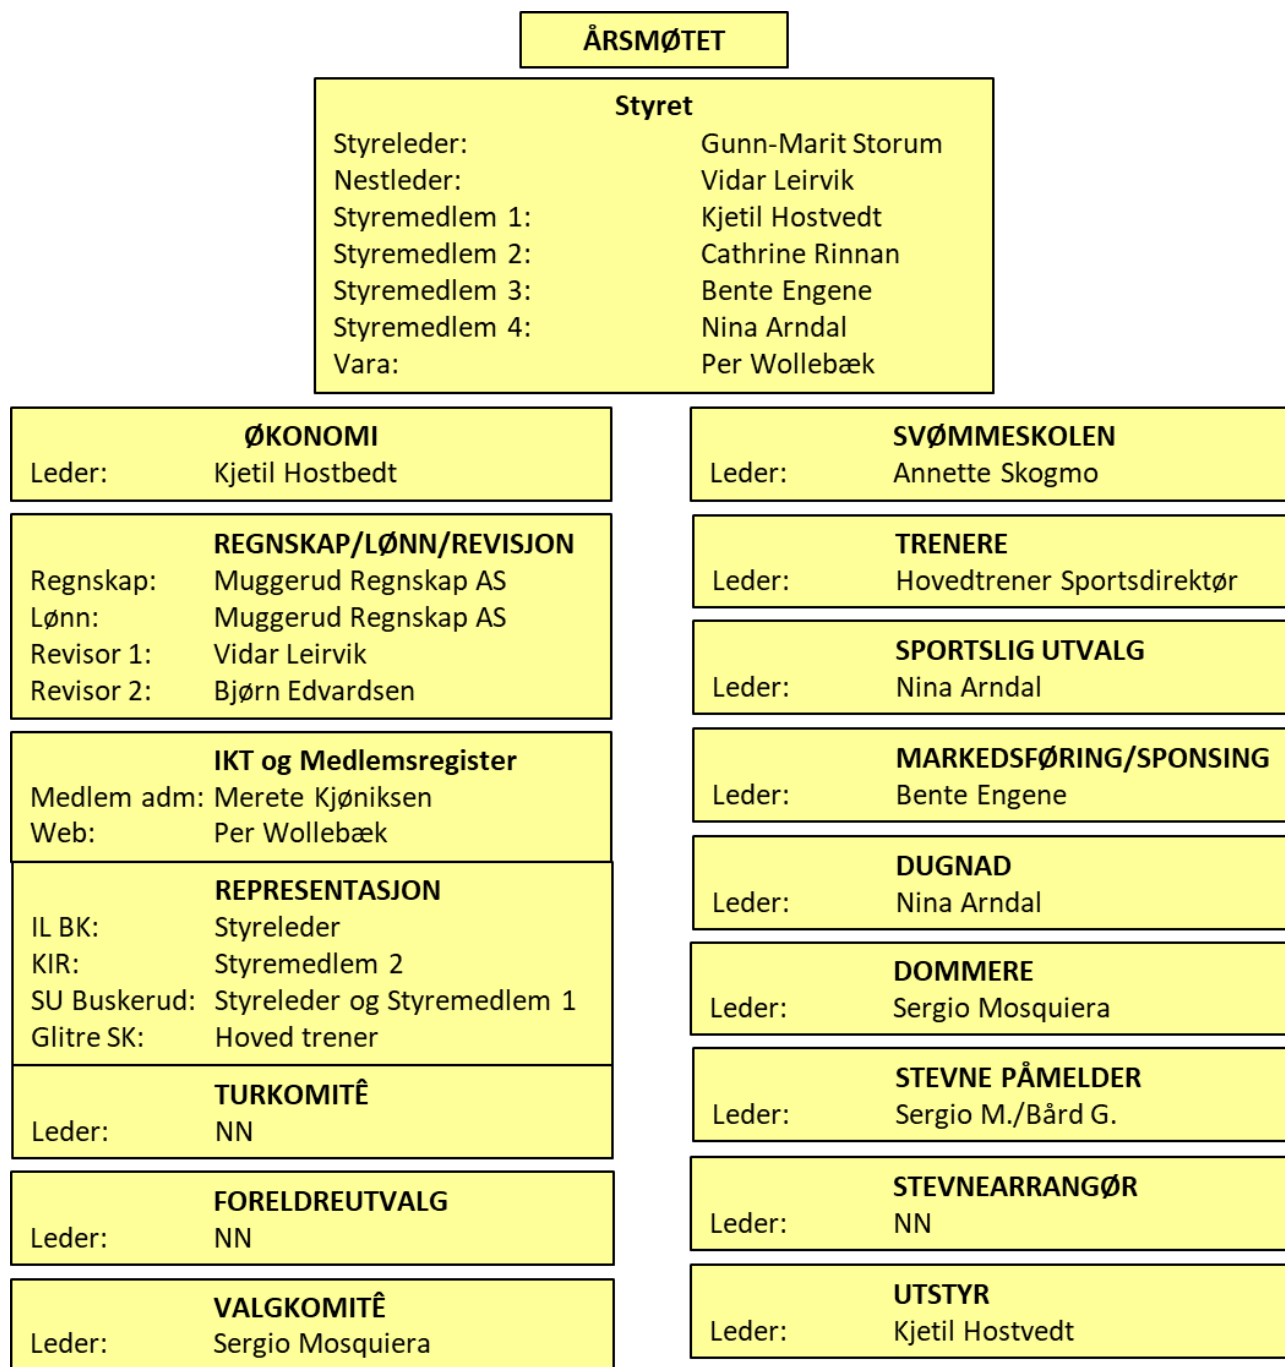 ÅRSMØTET
Styret
Styreleder: Gunn-Marit Storum
Nestleder: Vidar Leirvik
Styremedlem 1: Kjetil Hostvedt
Styremedlem 2: Cathrine Rinnan
Styremedlem 3: Bente Engene
Styremedlem 4: Nina Arndal
Vara: Per Wollebæk
ØKONOMI
Leder: Kjetil Hostbedt
REGNSKAP/LØNN/REVISJON
Regnskap: Muggerud Regnskap AS
Lønn: Muggerud Regnskap AS
Revisor 1: Vidar Leirvik
Revisor 2: Bjørn Edvardsen
IKT og Medlemsregister
Medlem adm: Merete Kjøniksen
Web: Per Wollebæk
REPRESENTASJON
IL BK: Styreleder
KIR: Styremedlem 2
SU Buskerud: Styreleder og Styremedlem 1
Glitre SK: Hoved trener
TURKOMITÊ
Leder: NN
FORELDREUTVALG
Leder: NN
VALGKOMITÊ
Leder: Sergio Mosquiera
SVØMMESKOLEN
Leder: Annette Skogmo
TRENERE
Leder: Hovedtrener Sportsdirektør
SPORTSLIG UTVALG
Leder: Nina Arndal
MARKEDSFØRING/SPONSING
Leder: Bente Engene
DUGNAD
Leder: Nina Arndal
DOMMERE
Leder: Sergio Mosquiera
STEVNE PÅMELDER
Leder: Sergio M./Bård G.
STEVNEARRANGØR
Leder: NN
UTSTYR
Leder: Kjetil Hostvedt